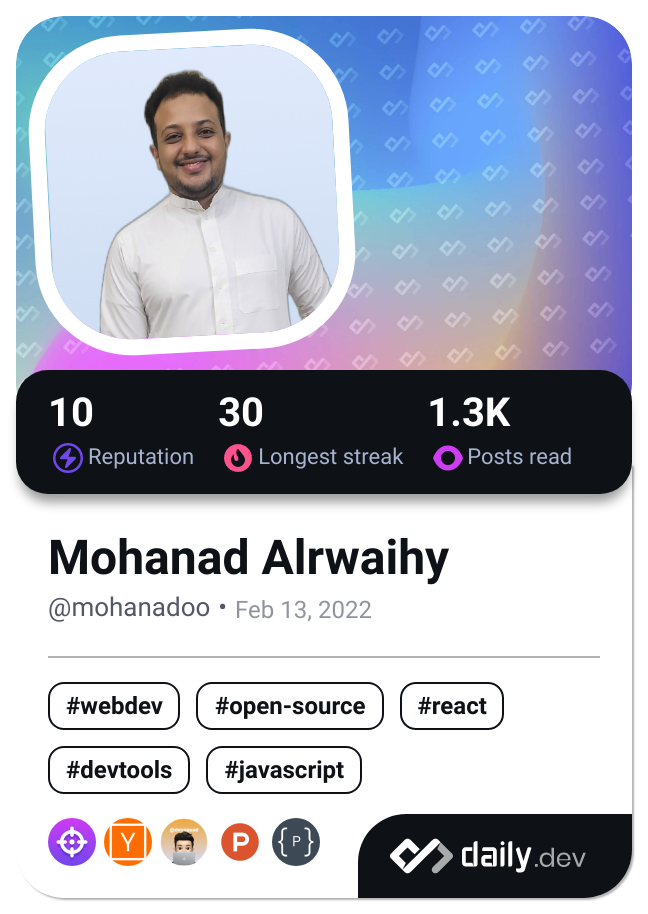 10 30 1.3K
Reputation Longest streak Posts read
Mohanad Alrwaihy
@mohanadoo • Feb 13, 2022
#webdev #open-source #react
#devtools #javascript
Y P {P}
daily.dev